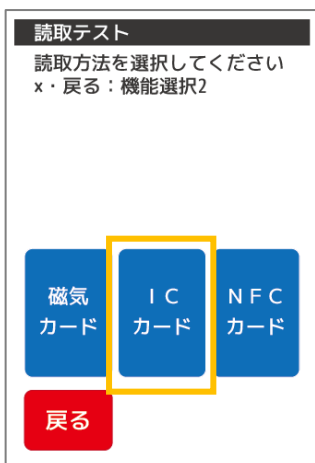 読取テスト
読取方法を選択してください
x・戻る：機能選択2
磁気
カード
ＩＣ
カード
ＮＦＣ
カード
戻る